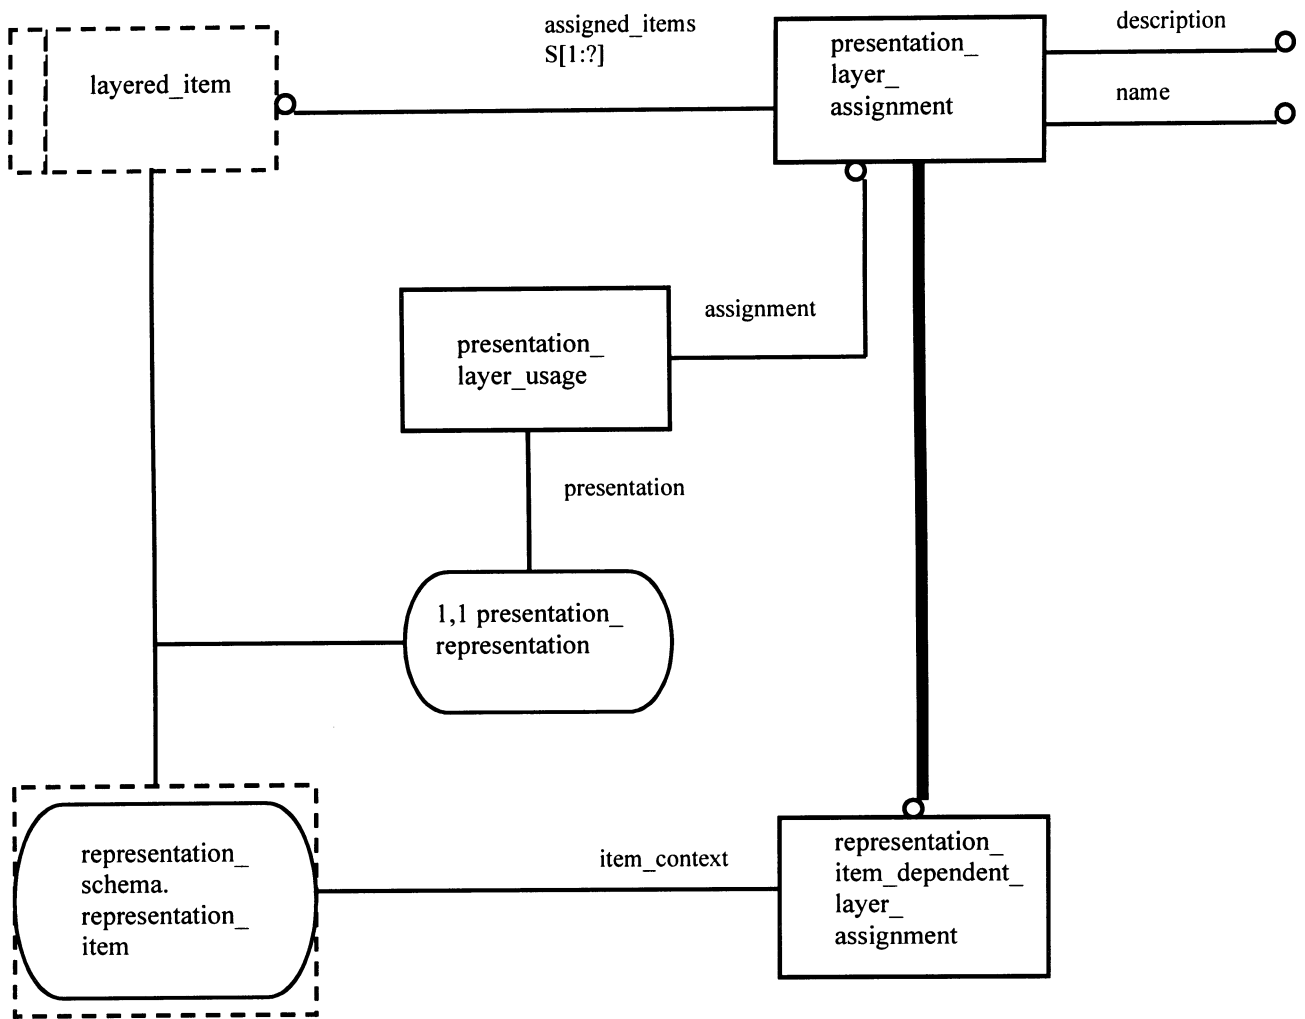 assigned_items
S[1:?]
description
presentation_
layer_
assignment
layered_item
name
assignment
presentation_
layer_usage
presentation
1,1 presentation_
representation
representation_
schema.
representation_
item
item_context
representation_
item_dependent_
layer_
assignment